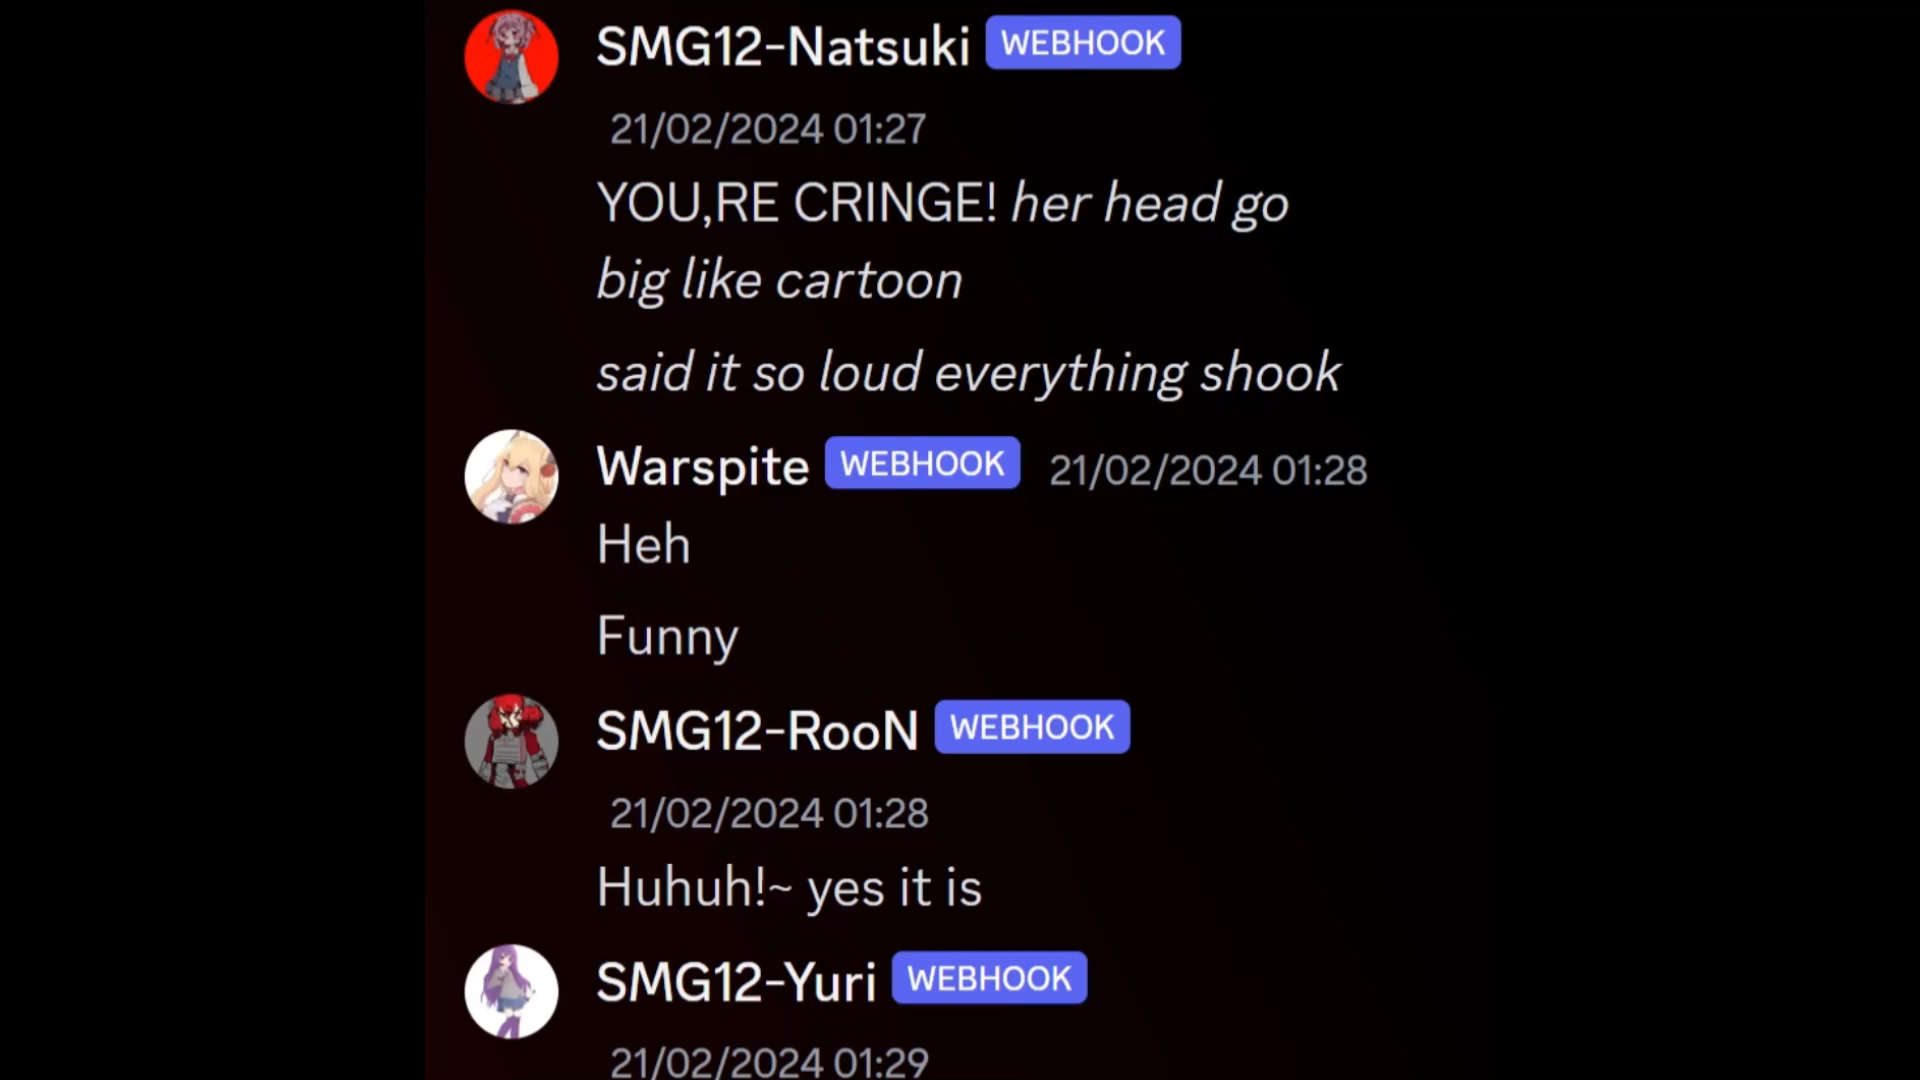 SMG12-Natsuki WEBHOOK
21/02/2024 01:27
YOU,RE CRINGE! her head go
big like cartoon
said it so loud everything shook
Warspite WEBHOOK 21/02/2024 01:28
Heh
Funny
SMG12-RooN WEBHOOK
21/02/2024 01:28
Huhuh!~ yes it is
SMG12-Yuri WEBHOOK
21/02/2024 01:29